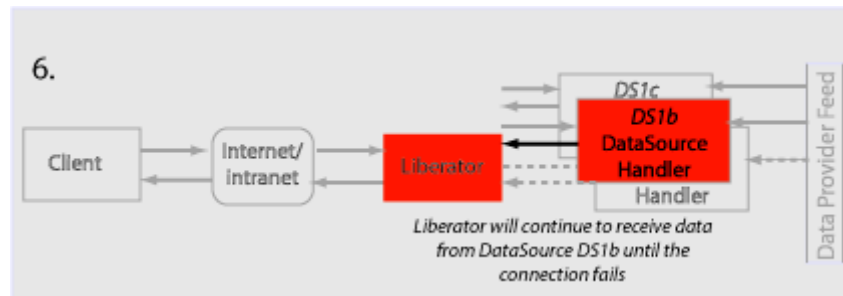 6.
DS1c
DS1b
DataSource
Handler
Handler
Client
Internet/
intranet
Liberator
Data Provider Feed
Liberator will continue to receive data
from DataSource DS1b until the
connection fails